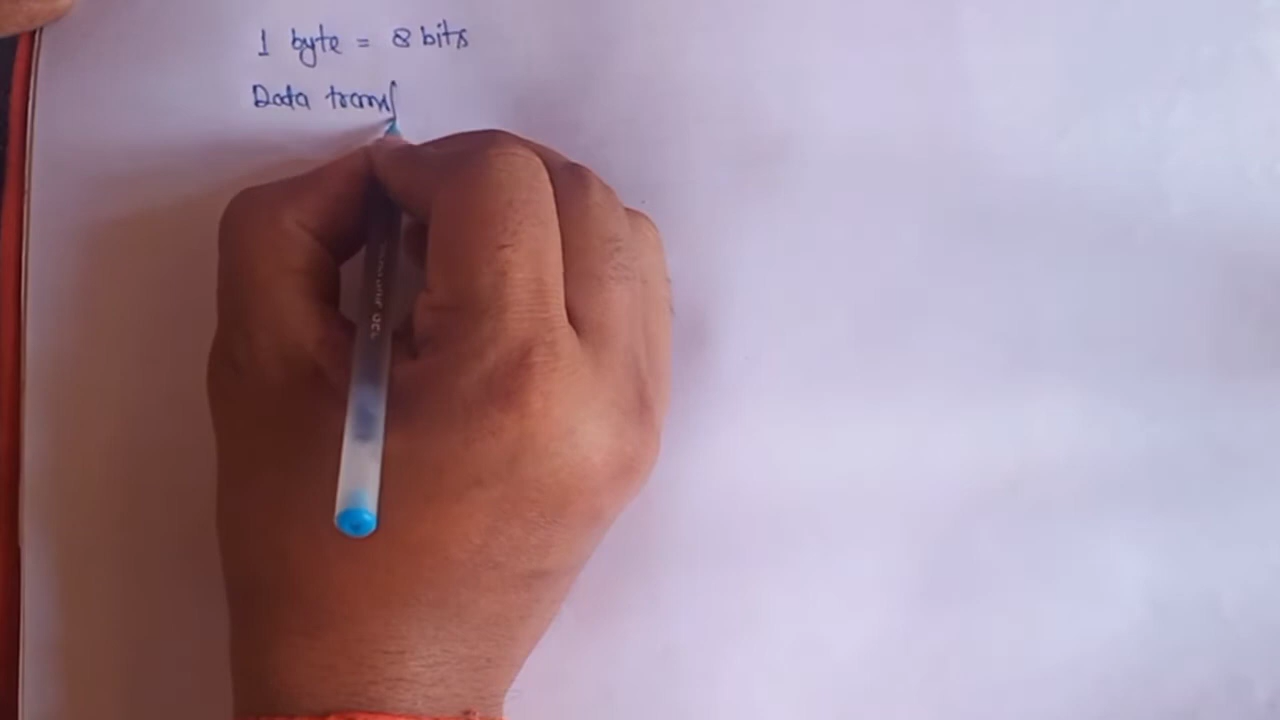 1 byte = 8 bits
Data transf